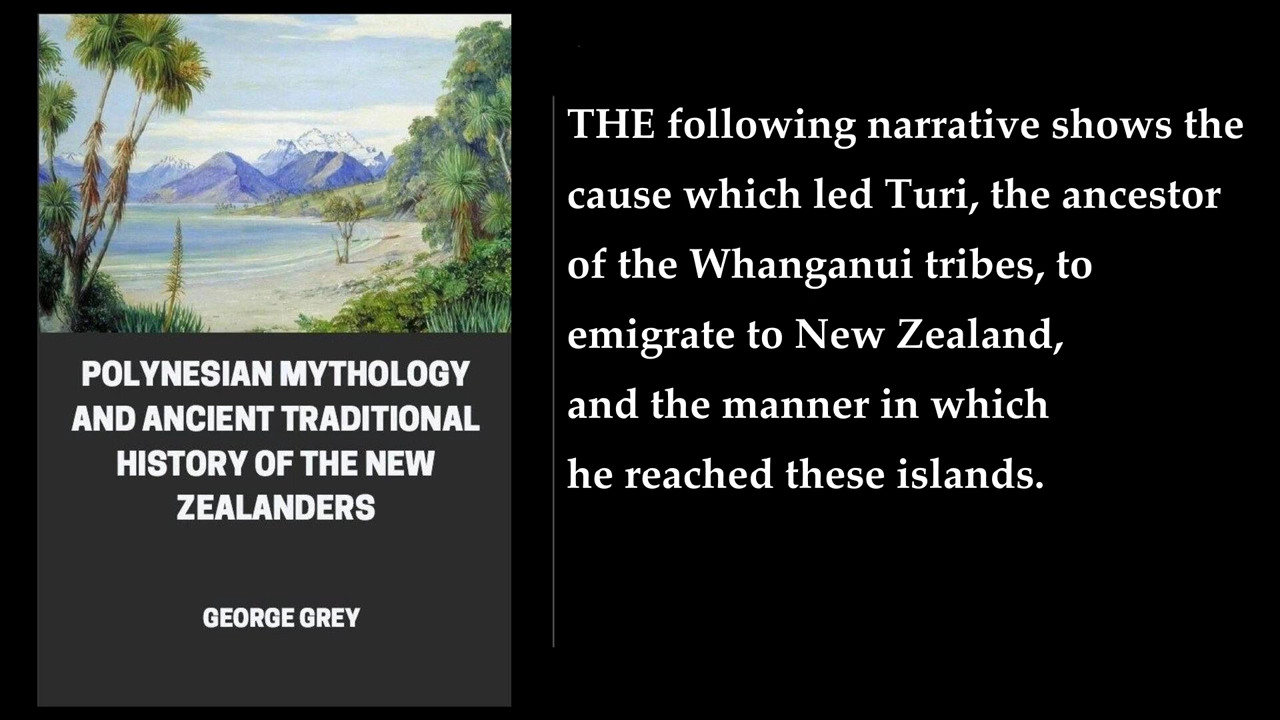 POLYNESIAN MYTHOLOGY
AND ANCIENT TRADITIONAL
HISTORY OF THE NEW
ZEALANDERS
GEORGE GREY
THE following narrative shows the
cause which led Turi, the ancestor
of the Whanganui tribes, to
emigrate to New Zealand,
and the manner in which
he reached these islands.